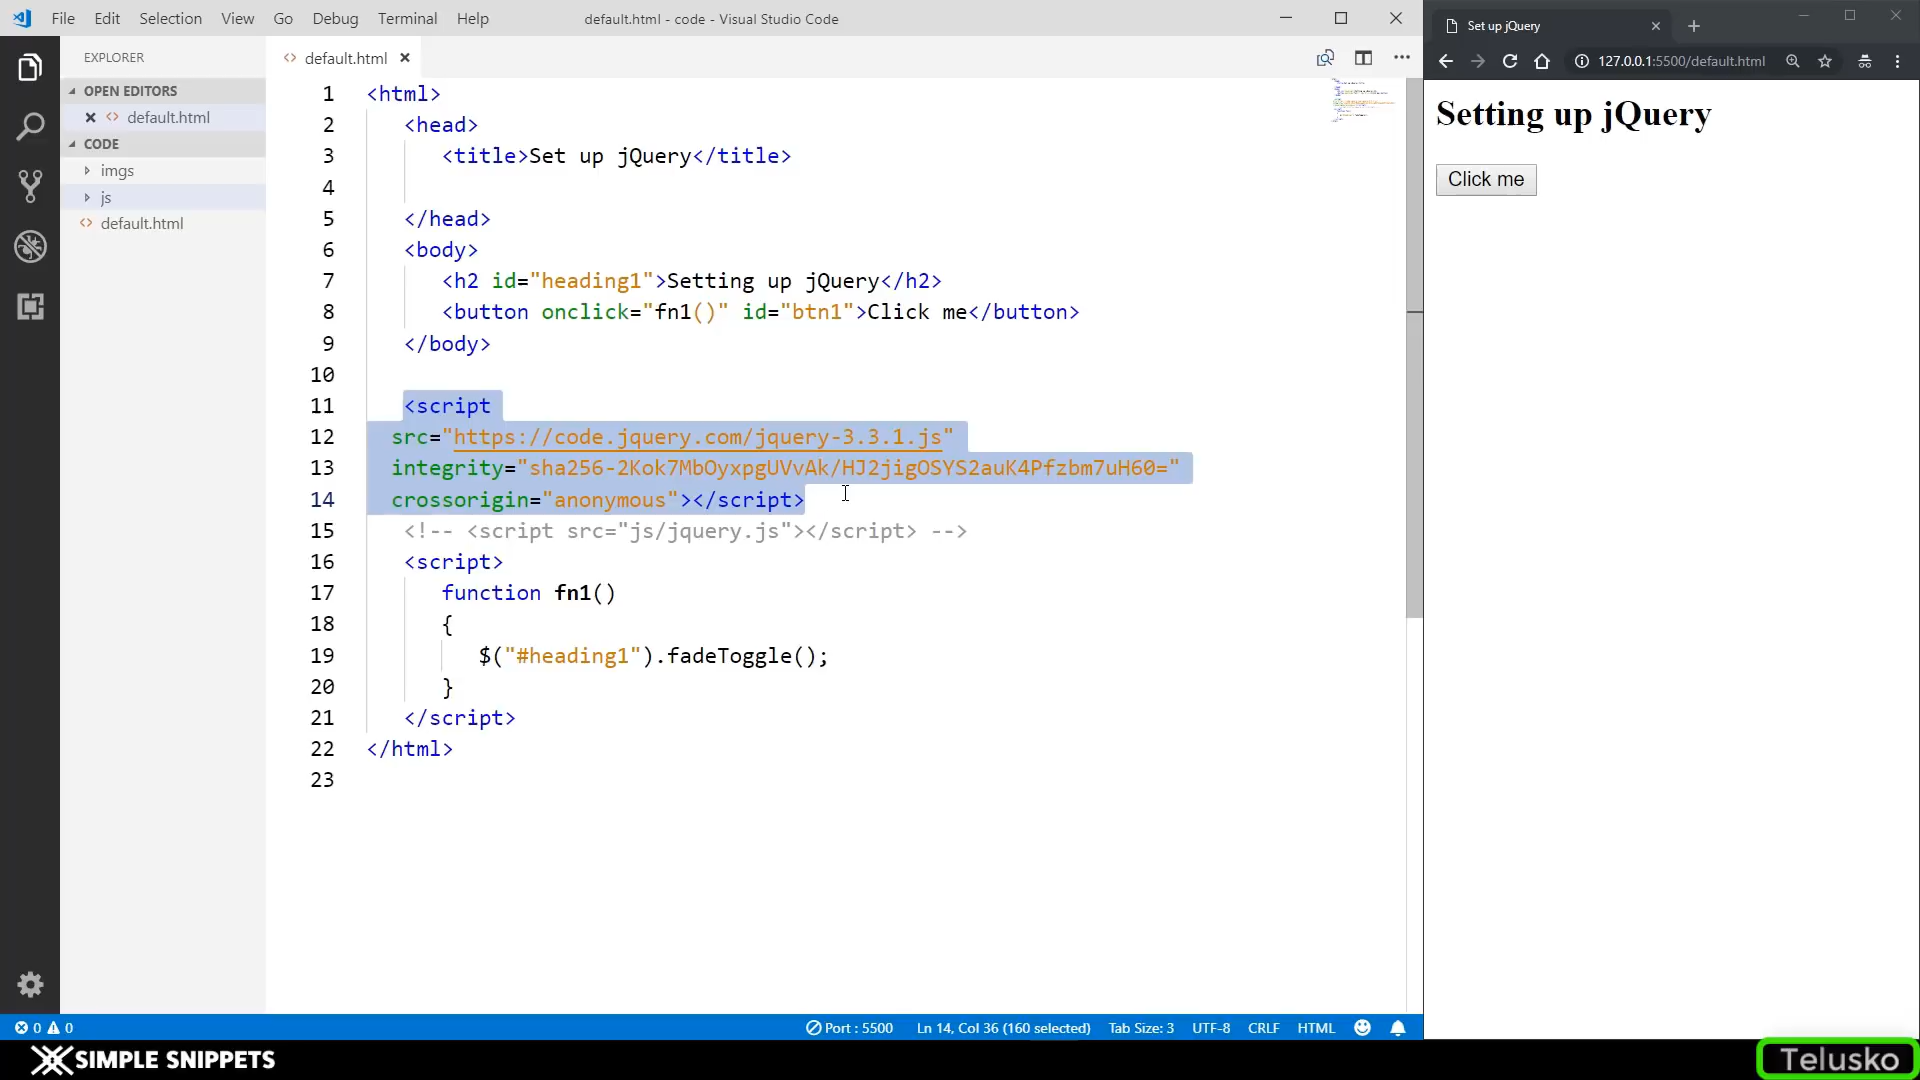 File Edit Selection View Go Debug Terminal Help
default.html - code - Visual Studio Code
EXPLORER
OPEN EDITORS
default.html
CODE
imgs
js
default.html
default.html
1 <html>
2 <head>
3 <title>Set up jQuery</title>
4
5 </head>
6 <body>
7 <h2 id="heading1">Setting up jQuery</h2>
8 <button onclick="fn1()" id="btn1">Click me</button>
9 </body>
10
11 <script
12 src="https://code.jquery.com/jquery-3.3.1.js"
13 integrity="sha256-2Kok7MbOyxpgUVvAk/HJ2jigOSYS2auK4Pfzbm7uH60="
14 crossorigin="anonymous"></script>
15 <!-- <script src="js/jquery.js"></script> -->
16 <script>
17 function fn1()
18 {
19 $("#heading1").fadeToggle();
20 }
21 </script>
22 </html>
23
0 0
Port : 5500 Ln 14, Col 36 (160 selected) Tab Size: 3 UTF-8 CRLF HTML
Set up jQuery
127.0.0.1:5500/default.html
Setting up jQuery
Click me
SIMPLE SNIPPETS
Telusko